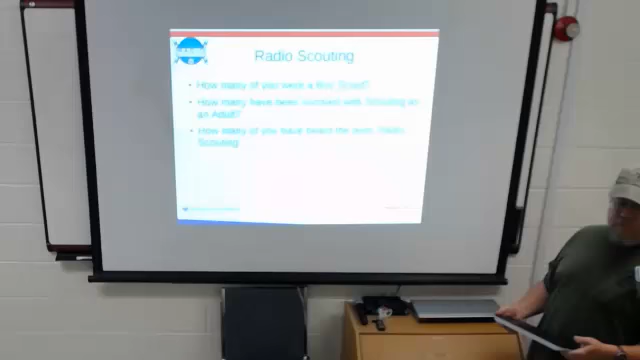 Radio Scouting
• How many of you were a Boy Scout?
• How many have been involved with Scouting as
an Adult?
• How many of you have heard the term Radio
Scouting